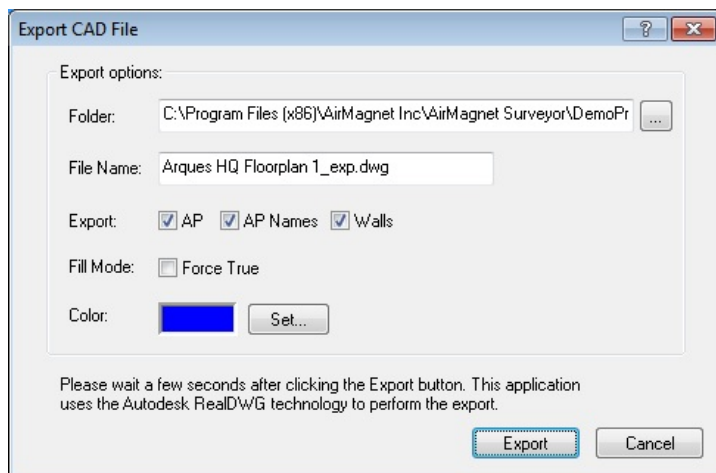 Export CAD File
?
Export options:
Folder: C:\Program Files (x86)\AirMagnet Inc\AirMagnet Surveyor\DemoPr ...
File Name: Arques HQ Floorplan 1_exp.dwg
Export: AP AP Names Walls
Fill Mode: Force True
Color: Set...
Please wait a few seconds after clicking the Export button. This application
uses the Autodesk RealDWG technology to perform the export.
Export Cancel